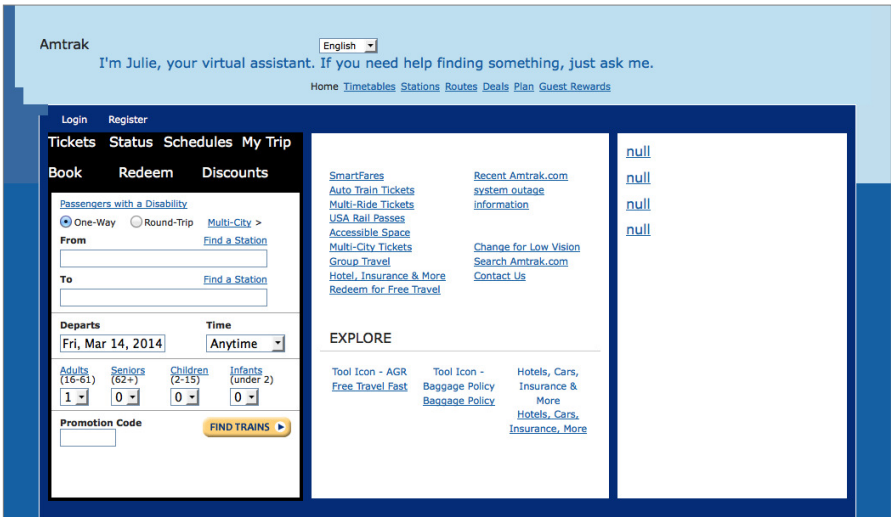 Amtrak
English
I'm Julie, your virtual assistant. If you need help finding something, just ask me.
Home Timetables Stations Routes Deals Plan Guest Rewards
Login Register
Tickets Status Schedules My Trip
Book Redeem Discounts
Passengers with a Disability
One-Way Round-Trip Multi-City >
From Find a Station
To Find a Station
Departs Time
Fri, Mar 14, 2014 Anytime
Adults Seniors Children Infants
(16-61) (62+) (2-15) (under 2)
1 0 0 0
Promotion Code
FIND TRAINS
SmartFares
Auto Train Tickets
Multi-Ride Tickets
USA Rail Passes
Accessible Space
Multi-City Tickets
Group Travel
Hotel, Insurance & More
Redeem for Free Travel
Recent Amtrak.com
system outage
information
Change for Low Vision
Search Amtrak.com
Contact Us
EXPLORE
Tool Icon - AGR
Free Travel Fast
Tool Icon -
Baggage Policy
Baggage Policy
Hotels, Cars,
Insurance &
More
Hotels, Cars,
Insurance, More
null
null
null
null